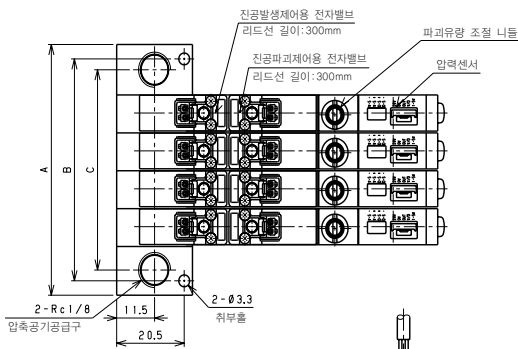 진공발생제어용 전자밸브
리드선 길이:300mm
파괴유량 조절 니들
진공파괴제어용 전자밸브
리드선 길이:300mm
압력센서
A
B
C
2-Rc1/8
압축공기공급구
11.5
20.5
2-Ø3.3
취부홀